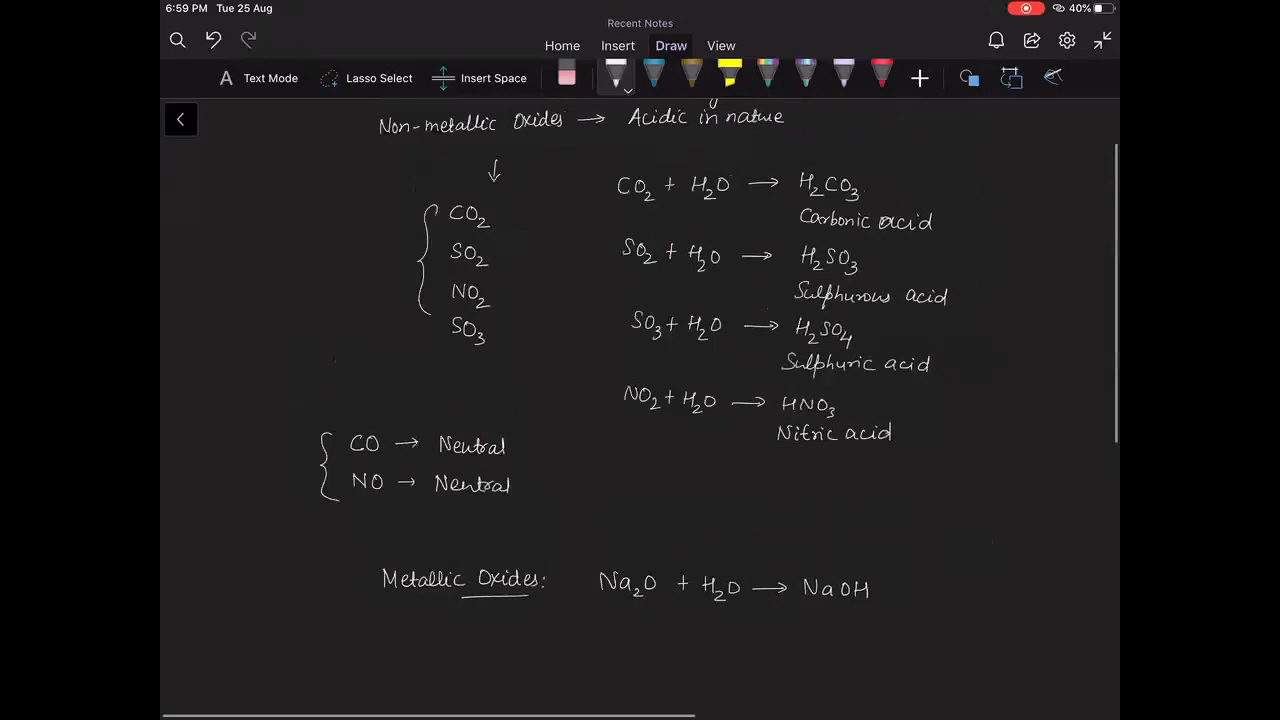 6:59 PM Tue 25 Aug
40%
Recent Notes
Home Insert Draw View
A Text Mode Lasso Select Insert Space
Non-metallic Oxides → Acidic in nature
↓
CO₂
SO₂
NO₂
SO₃
CO₂ + H₂O → H₂CO₃
Carbonic acid
SO₂ + H₂O → H₂SO₃
Sulphurous acid
SO₃ + H₂O → H₂SO₄
Sulphuric acid
NO₂ + H₂O → HNO₃
Nitric acid
CO → Neutral
NO → Neutral
Metallic Oxides: Na₂O + H₂O → NaOH